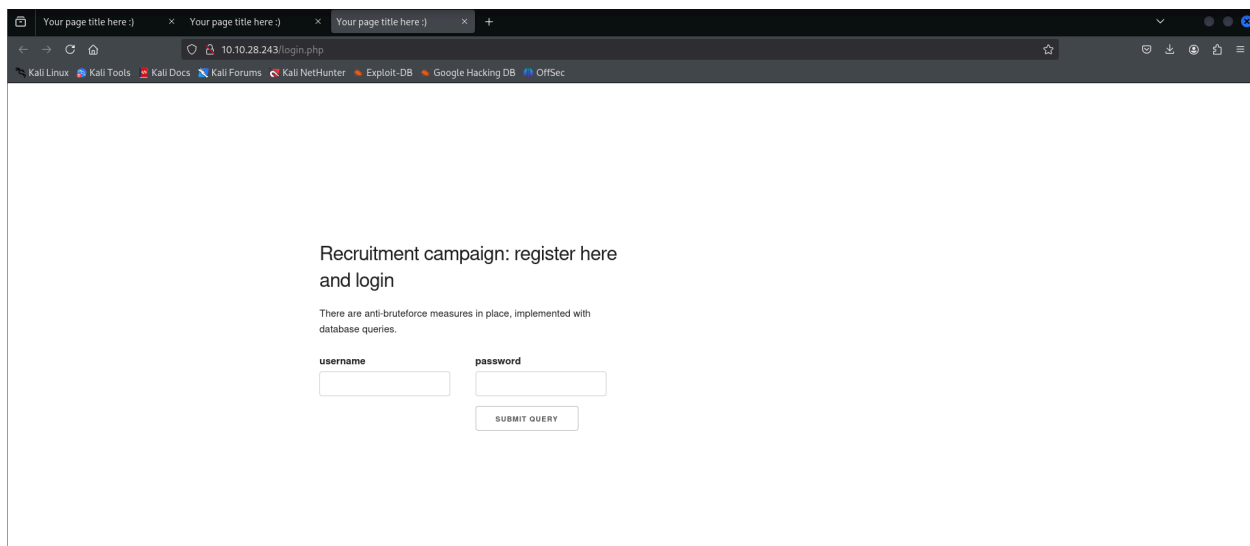 Your page title here :)
Your page title here :)
Your page title here :)
10.10.28.243/login.php
Kali Linux Kali Tools Kali Docs Kali Forums Kali NetHunter Exploit-DB Google Hacking DB OffSec
Recruitment campaign: register here
and login
There are anti-bruteforce measures in place, implemented with
database queries.
username password
SUBMIT QUERY